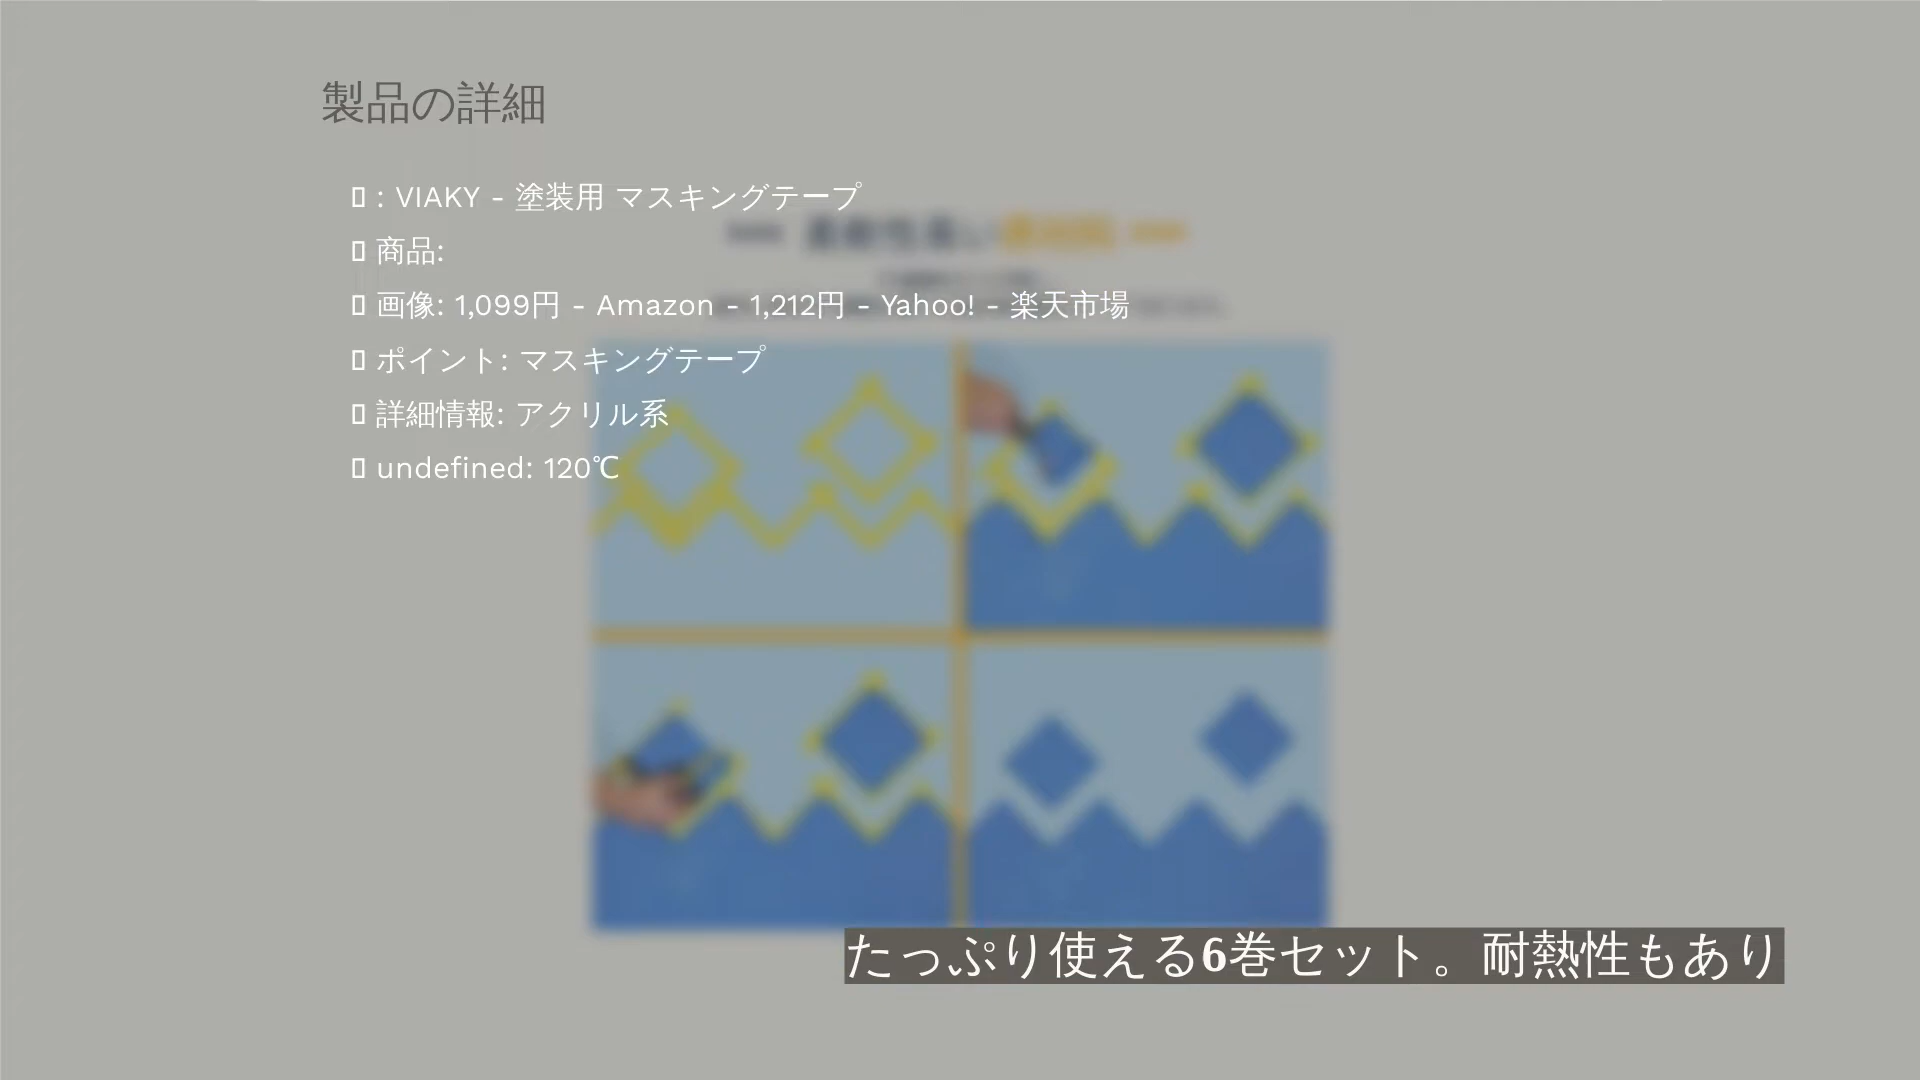 製品の詳細
: VIAKY - 塗装用 マスキングテープ
商品:
画像: 1,099円 - Amazon - 1,212円 - Yahoo! - 楽天市場
ポイント: マスキングテープ
詳細情報: アクリル系
undefined: 120℃
たっぷり使える6巻セット。耐熱性もあり